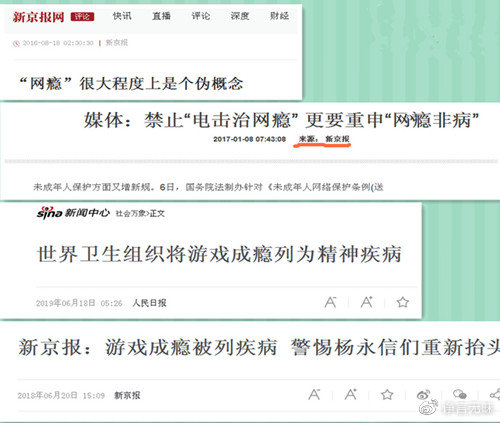 新京报网 评论 快讯 直播 评论 深度 财经
2016-08-18 02:30:30 | 新京报
“网瘾”很大程度上是个伪概念
媒体：禁止“电击治网瘾” 更要重申“网瘾非病”
2017-01-08 07:43:08 来源：新京报
未成年人保护方面又增新规。6日，国务院法制办针对《未成年人网络保护条例(送
sina 新闻中心 社会万象>正文
世界卫生组织将游戏成瘾列为精神疾病
2019年06月18日 05:26 人民日报
A- A+
新京报：游戏成瘾被列疾病 警惕杨永信们重新抬头
2018年06月20日 15:09 新京报
A- A+